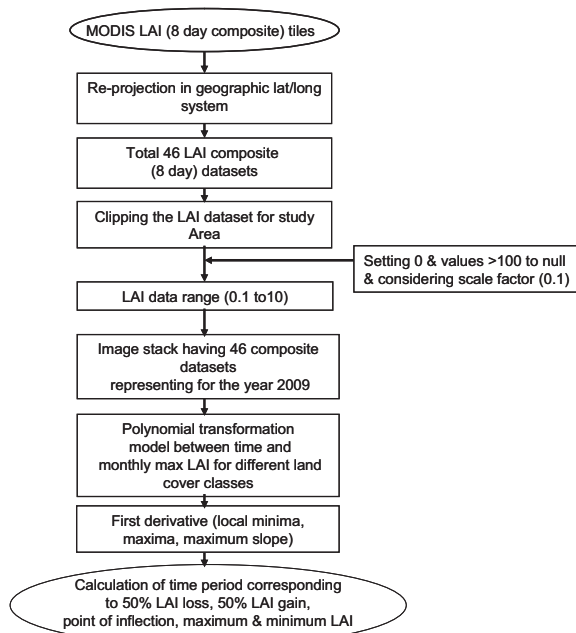 MODIS LAI (8 day composite) tiles
Re-projection in geographic lat/long
system
Total 46 LAI composite
(8 day) datasets
Clipping the LAI dataset for study
Area
Setting 0 & values >100 to null
& considering scale factor (0.1)
LAI data range (0.1 to10)
Image stack having 46 composite
datasets
representing for the year 2009
Polynomial transformation
model between time and
monthly max LAI for different land
cover classes
First derivative (local minima,
maxima, maximum slope)
Calculation of time period corresponding
to 50% LAI loss, 50% LAI gain,
point of inflection, maximum & minimum LAI